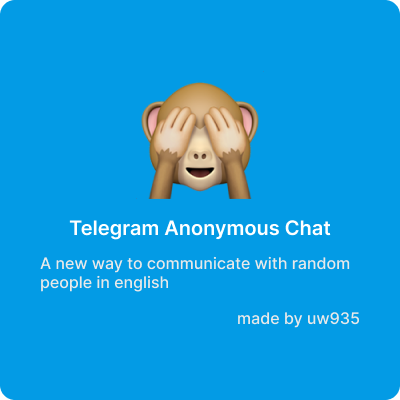 Telegram Anonymous Chat
A new way to communicate with random
people in english
made by uw935